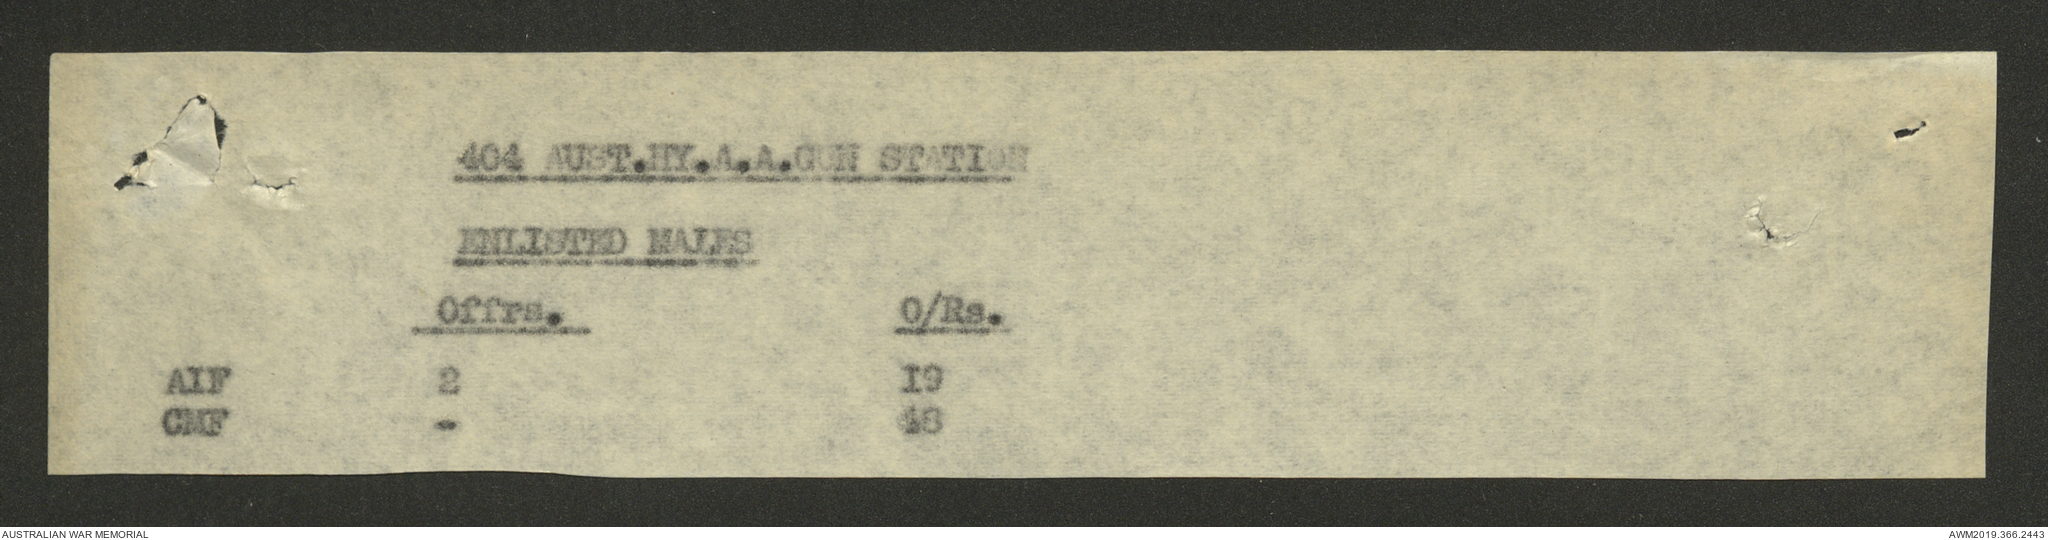 404 AUST.HY.A.A.GUN STATION
ENLISTED MALES
Offrs. O/Rs.
AIF 2 I9
CMF - 48
AUSTRALIAN WAR MEMORIAL AWM2019.366.2443